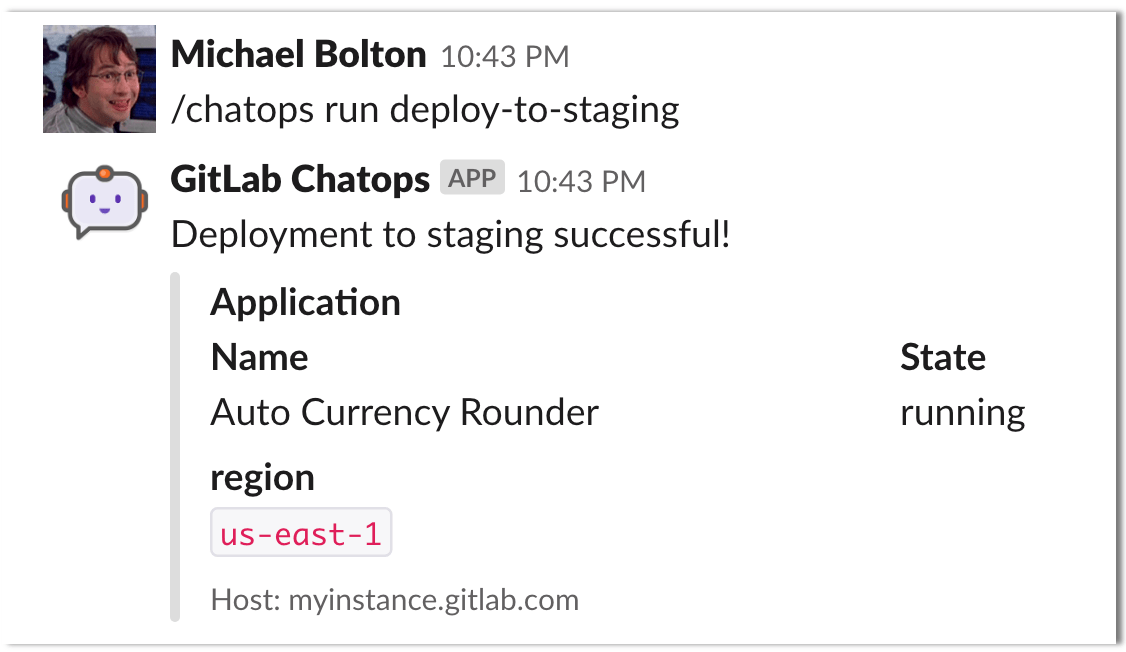 Michael Bolton 10:43 PM
/chatops run deploy-to-staging
GitLab Chatops APP 10:43 PM
Deployment to staging successful!
Application
Name State
Auto Currency Rounder running
region
us-east-1
Host: myinstance.gitlab.com